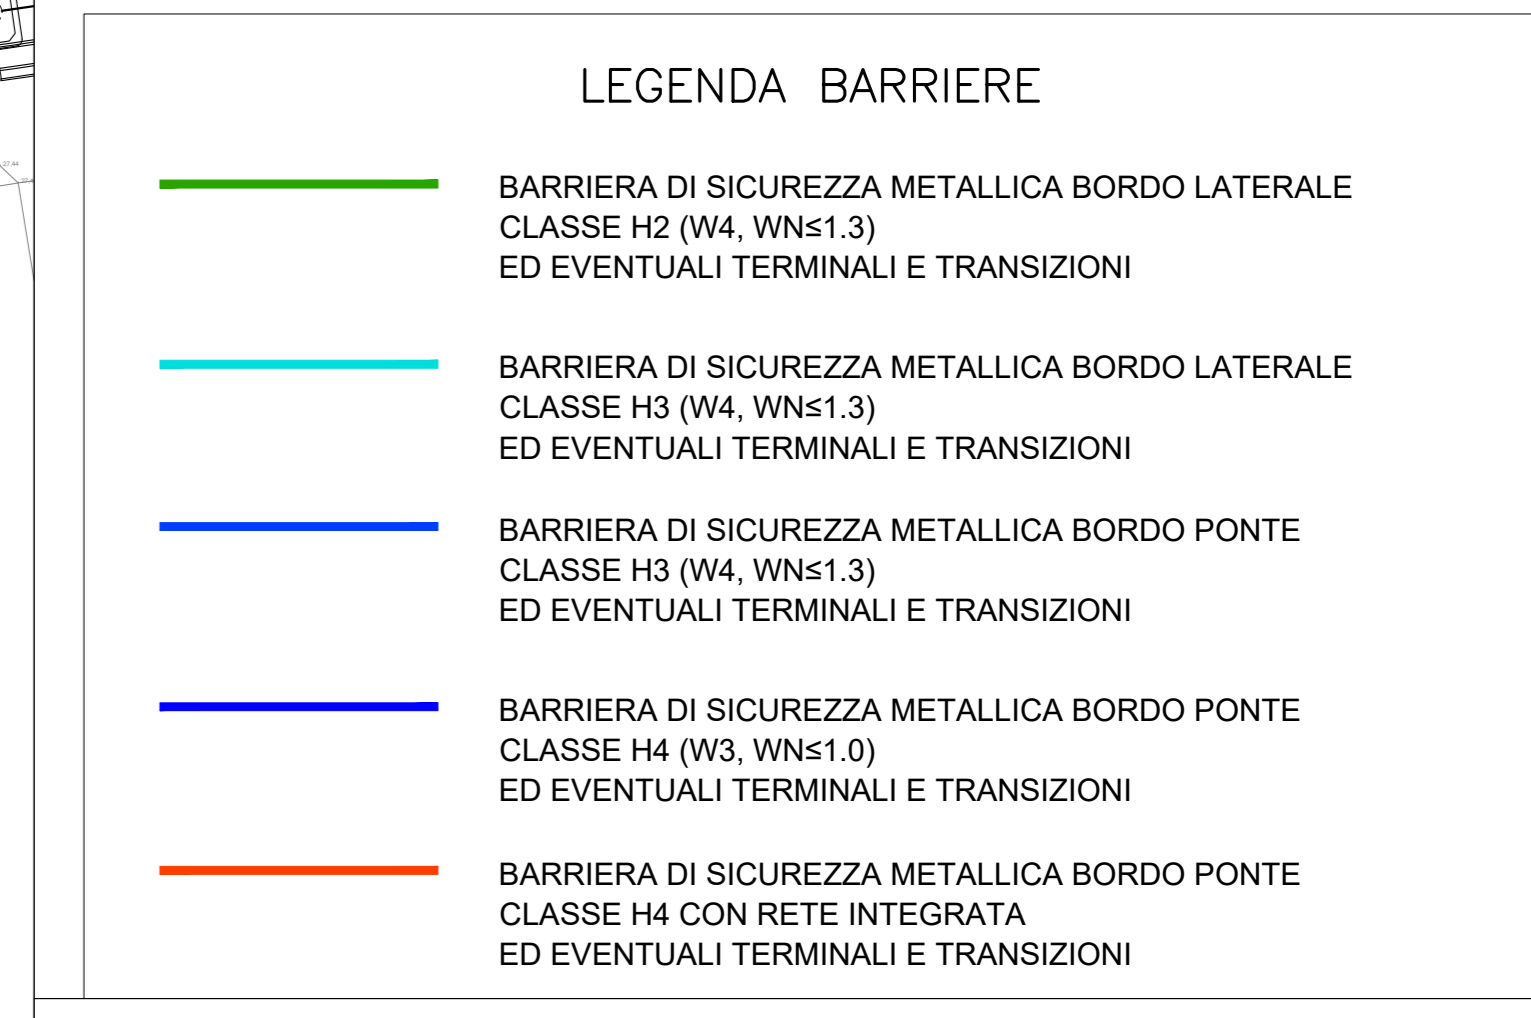 LEGENDA BARRIERE
27,44
BARRIERA DI SICUREZZA METALLICA BORDO LATERALE
CLASSE H2 (W4, WN≤1.3)
ED EVENTUALI TERMINALI E TRANSIZIONI
BARRIERA DI SICUREZZA METALLICA BORDO LATERALE
CLASSE H3 (W4, WN≤1.3)
ED EVENTUALI TERMINALI E TRANSIZIONI
BARRIERA DI SICUREZZA METALLICA BORDO PONTE
CLASSE H3 (W4, WN≤1.3)
ED EVENTUALI TERMINALI E TRANSIZIONI
BARRIERA DI SICUREZZA METALLICA BORDO PONTE
CLASSE H4 (W3, WN≤1.0)
ED EVENTUALI TERMINALI E TRANSIZIONI
BARRIERA DI SICUREZZA METALLICA BORDO PONTE
CLASSE H4 CON RETE INTEGRATA
ED EVENTUALI TERMINALI E TRANSIZIONI